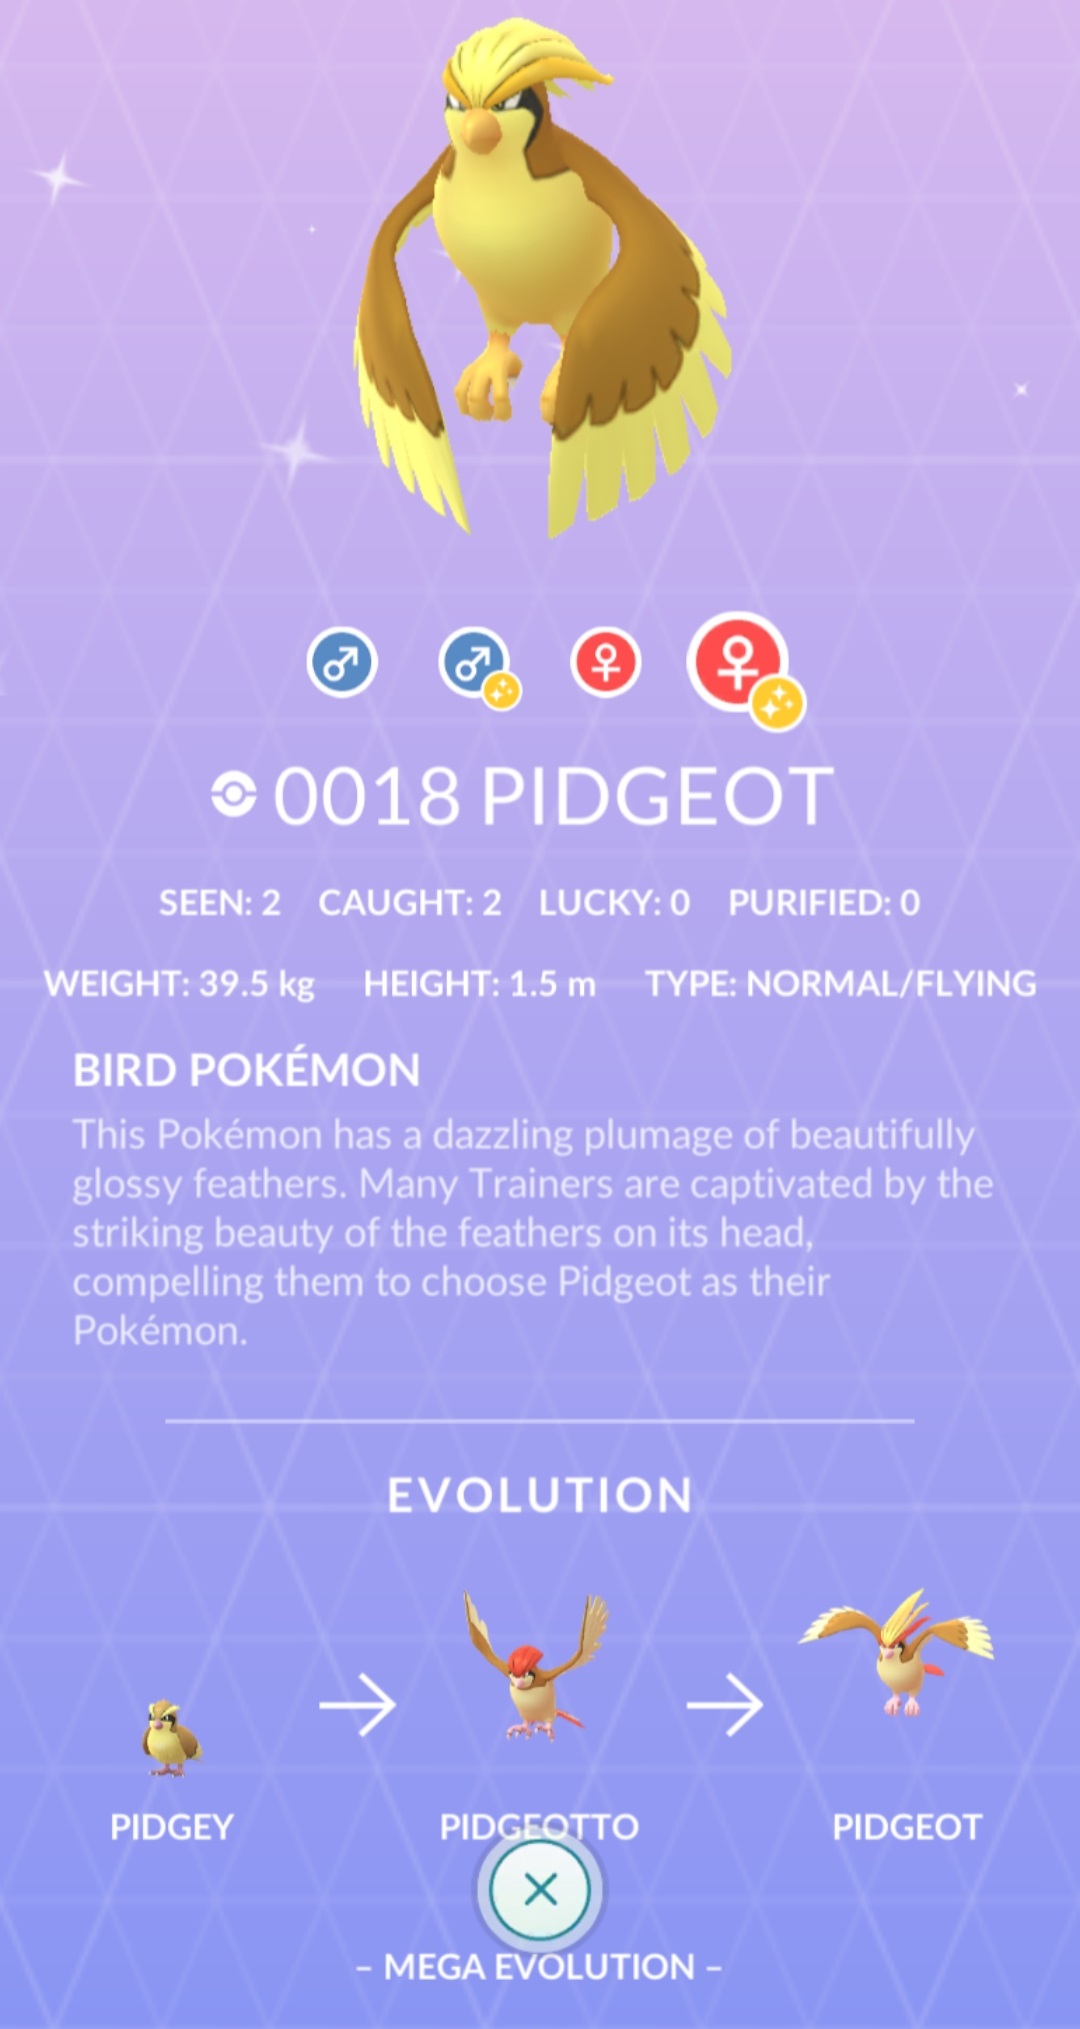 0018 PIDGEOT
SEEN: 2 CAUGHT: 2 LUCKY: 0 PURIFIED: 0
WEIGHT: 39.5 kg HEIGHT: 1.5 m TYPE: NORMAL/FLYING
BIRD POKÉMON
This Pokémon has a dazzling plumage of beautifully
glossy feathers. Many Trainers are captivated by the
striking beauty of the feathers on its head,
compelling them to choose Pidgeot as their
Pokémon.
EVOLUTION
PIDGEY PIDGEOTTO PIDGEOT
– MEGA EVOLUTION –